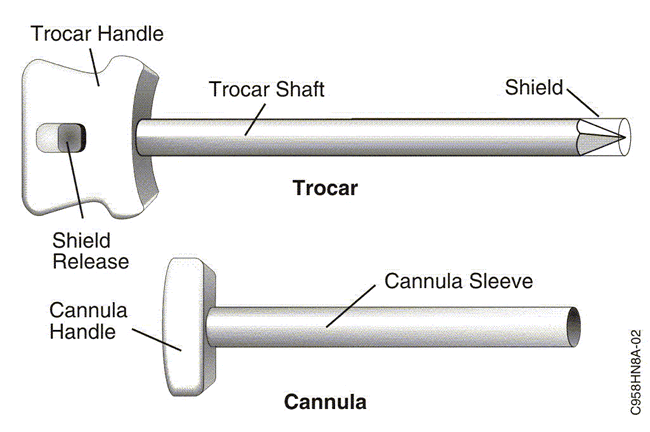 Trocar Handle
Trocar Shaft
Shield
Trocar
Shield
Release
Cannula Sleeve
Cannula
Handle
Cannula
C958HN8A-02